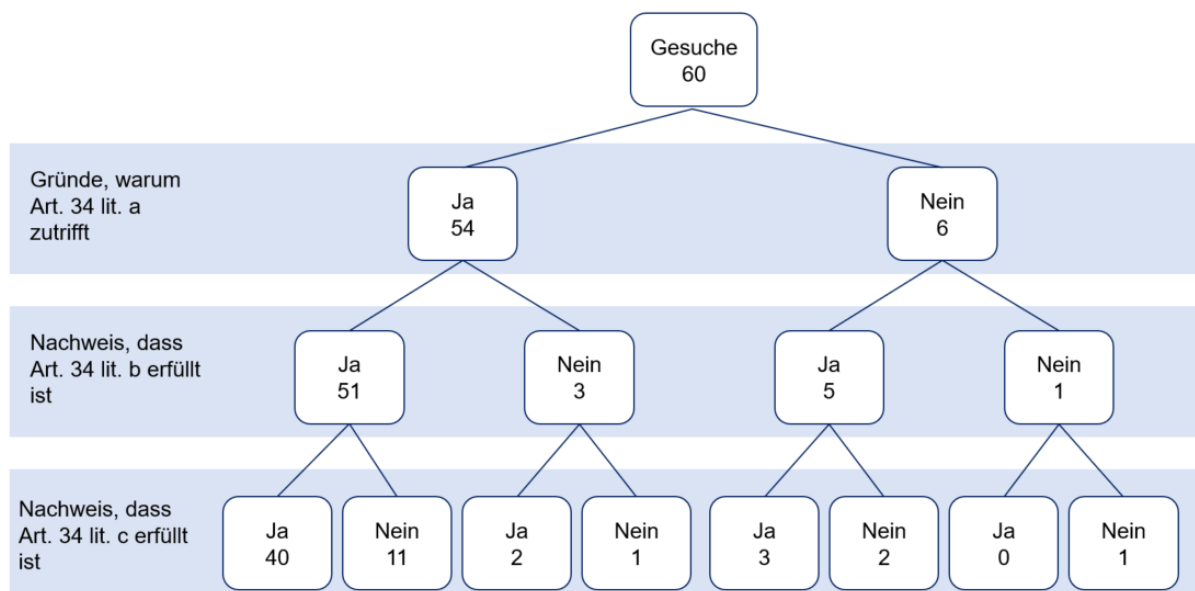 Gesuche
60
Gründe, warum
Art. 34 lit. a
zutrifft
Ja
54
Nein
6
Nachweis, dass
Art. 34 lit. b erfüllt
ist
Ja
51
Nein
3
Ja
5
Nein
1
Nachweis, dass
Art. 34 lit. c erfüllt
ist
Ja
40
Nein
11
Ja
2
Nein
1
Ja
3
Nein
2
Ja
0
Nein
1